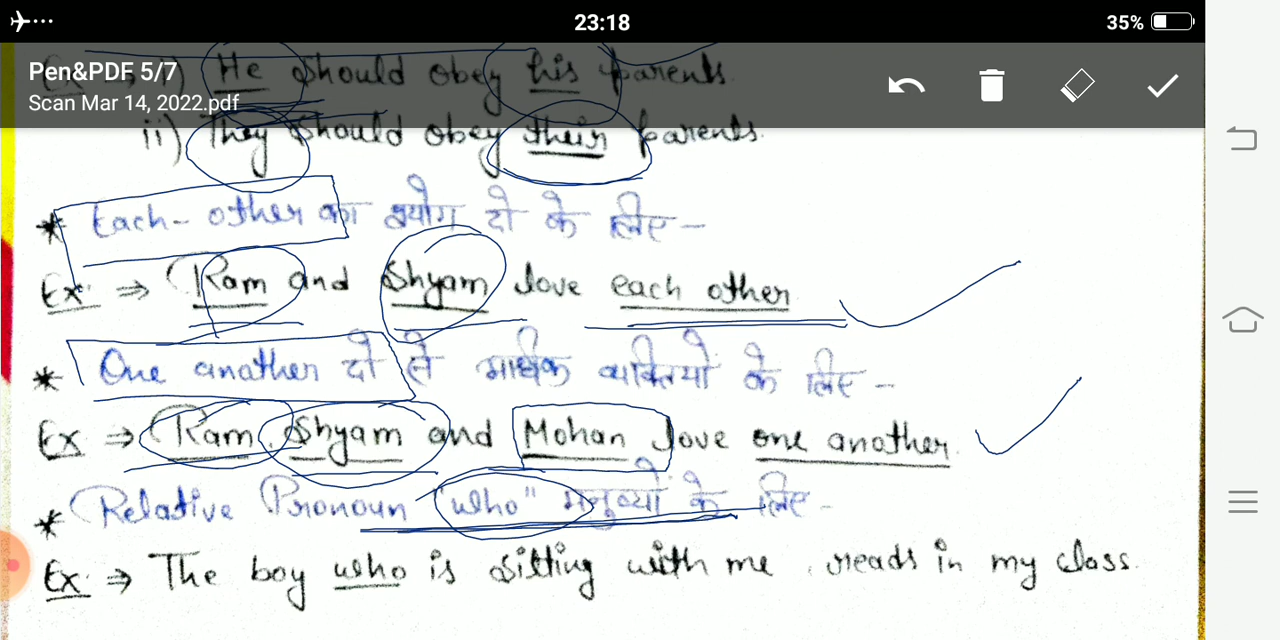 23:18
35%
Pen&PDF 5/7
Scan Mar 14, 2022.pdf
Ex → i) He should obey his parents.
ii) They should obey their parents.
* Each-other का प्रयोग दो के लिए -
Ex. ⇒ Ram and Shyam love each other
* One another दो से अधिक व्यक्तियों के लिए -
Ex ⇒ Ram, Shyam and Mohan love one another.
* Relative Pronoun "who" मनुष्यों के लिए -
Ex. ⇒ The boy who is sitting with me, reads in my class.